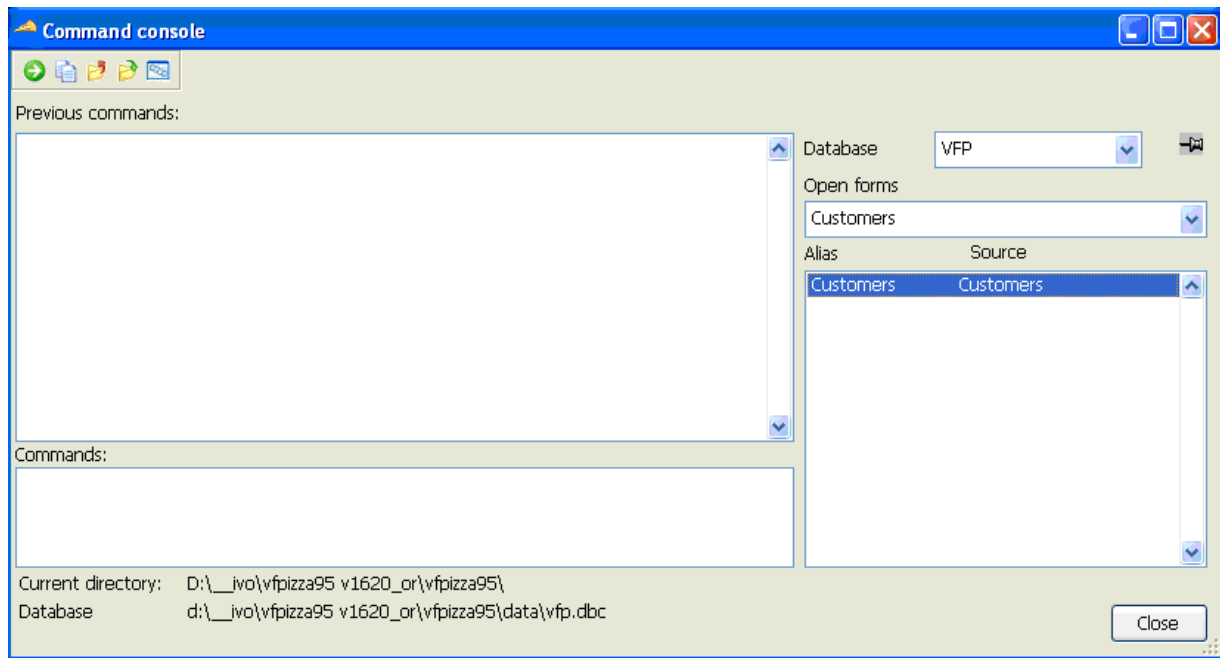 Command console
Previous commands:
Database VFP
Open forms
Customers
Alias Source
Customers Customers
Commands:
Current directory: D:\__ivo\vfpizza95 v1620_or\vfpizza95\
Database d:\__ivo\vfpizza95 v1620_or\vfpizza95\data\vfp.dbc
Close